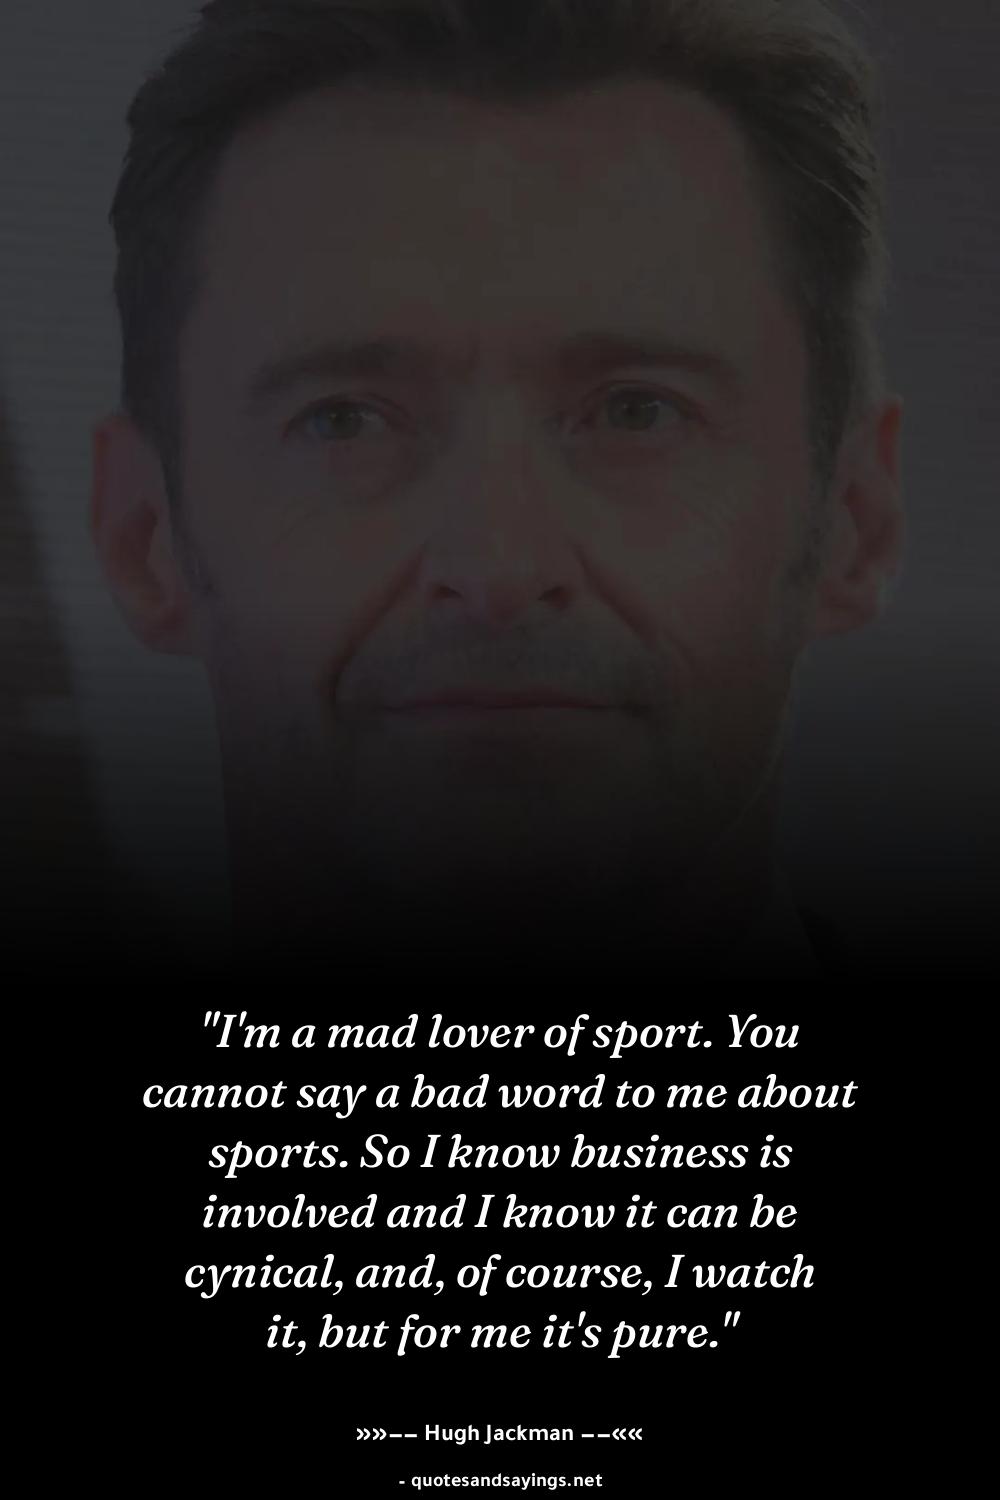 "I'm a mad lover of sport. You
cannot say a bad word to me about
sports. So I know business is
involved and I know it can be
cynical, and, of course, I watch
it, but for me it's pure."
»»−− Hugh Jackman −−««
- quotesandsayings.net